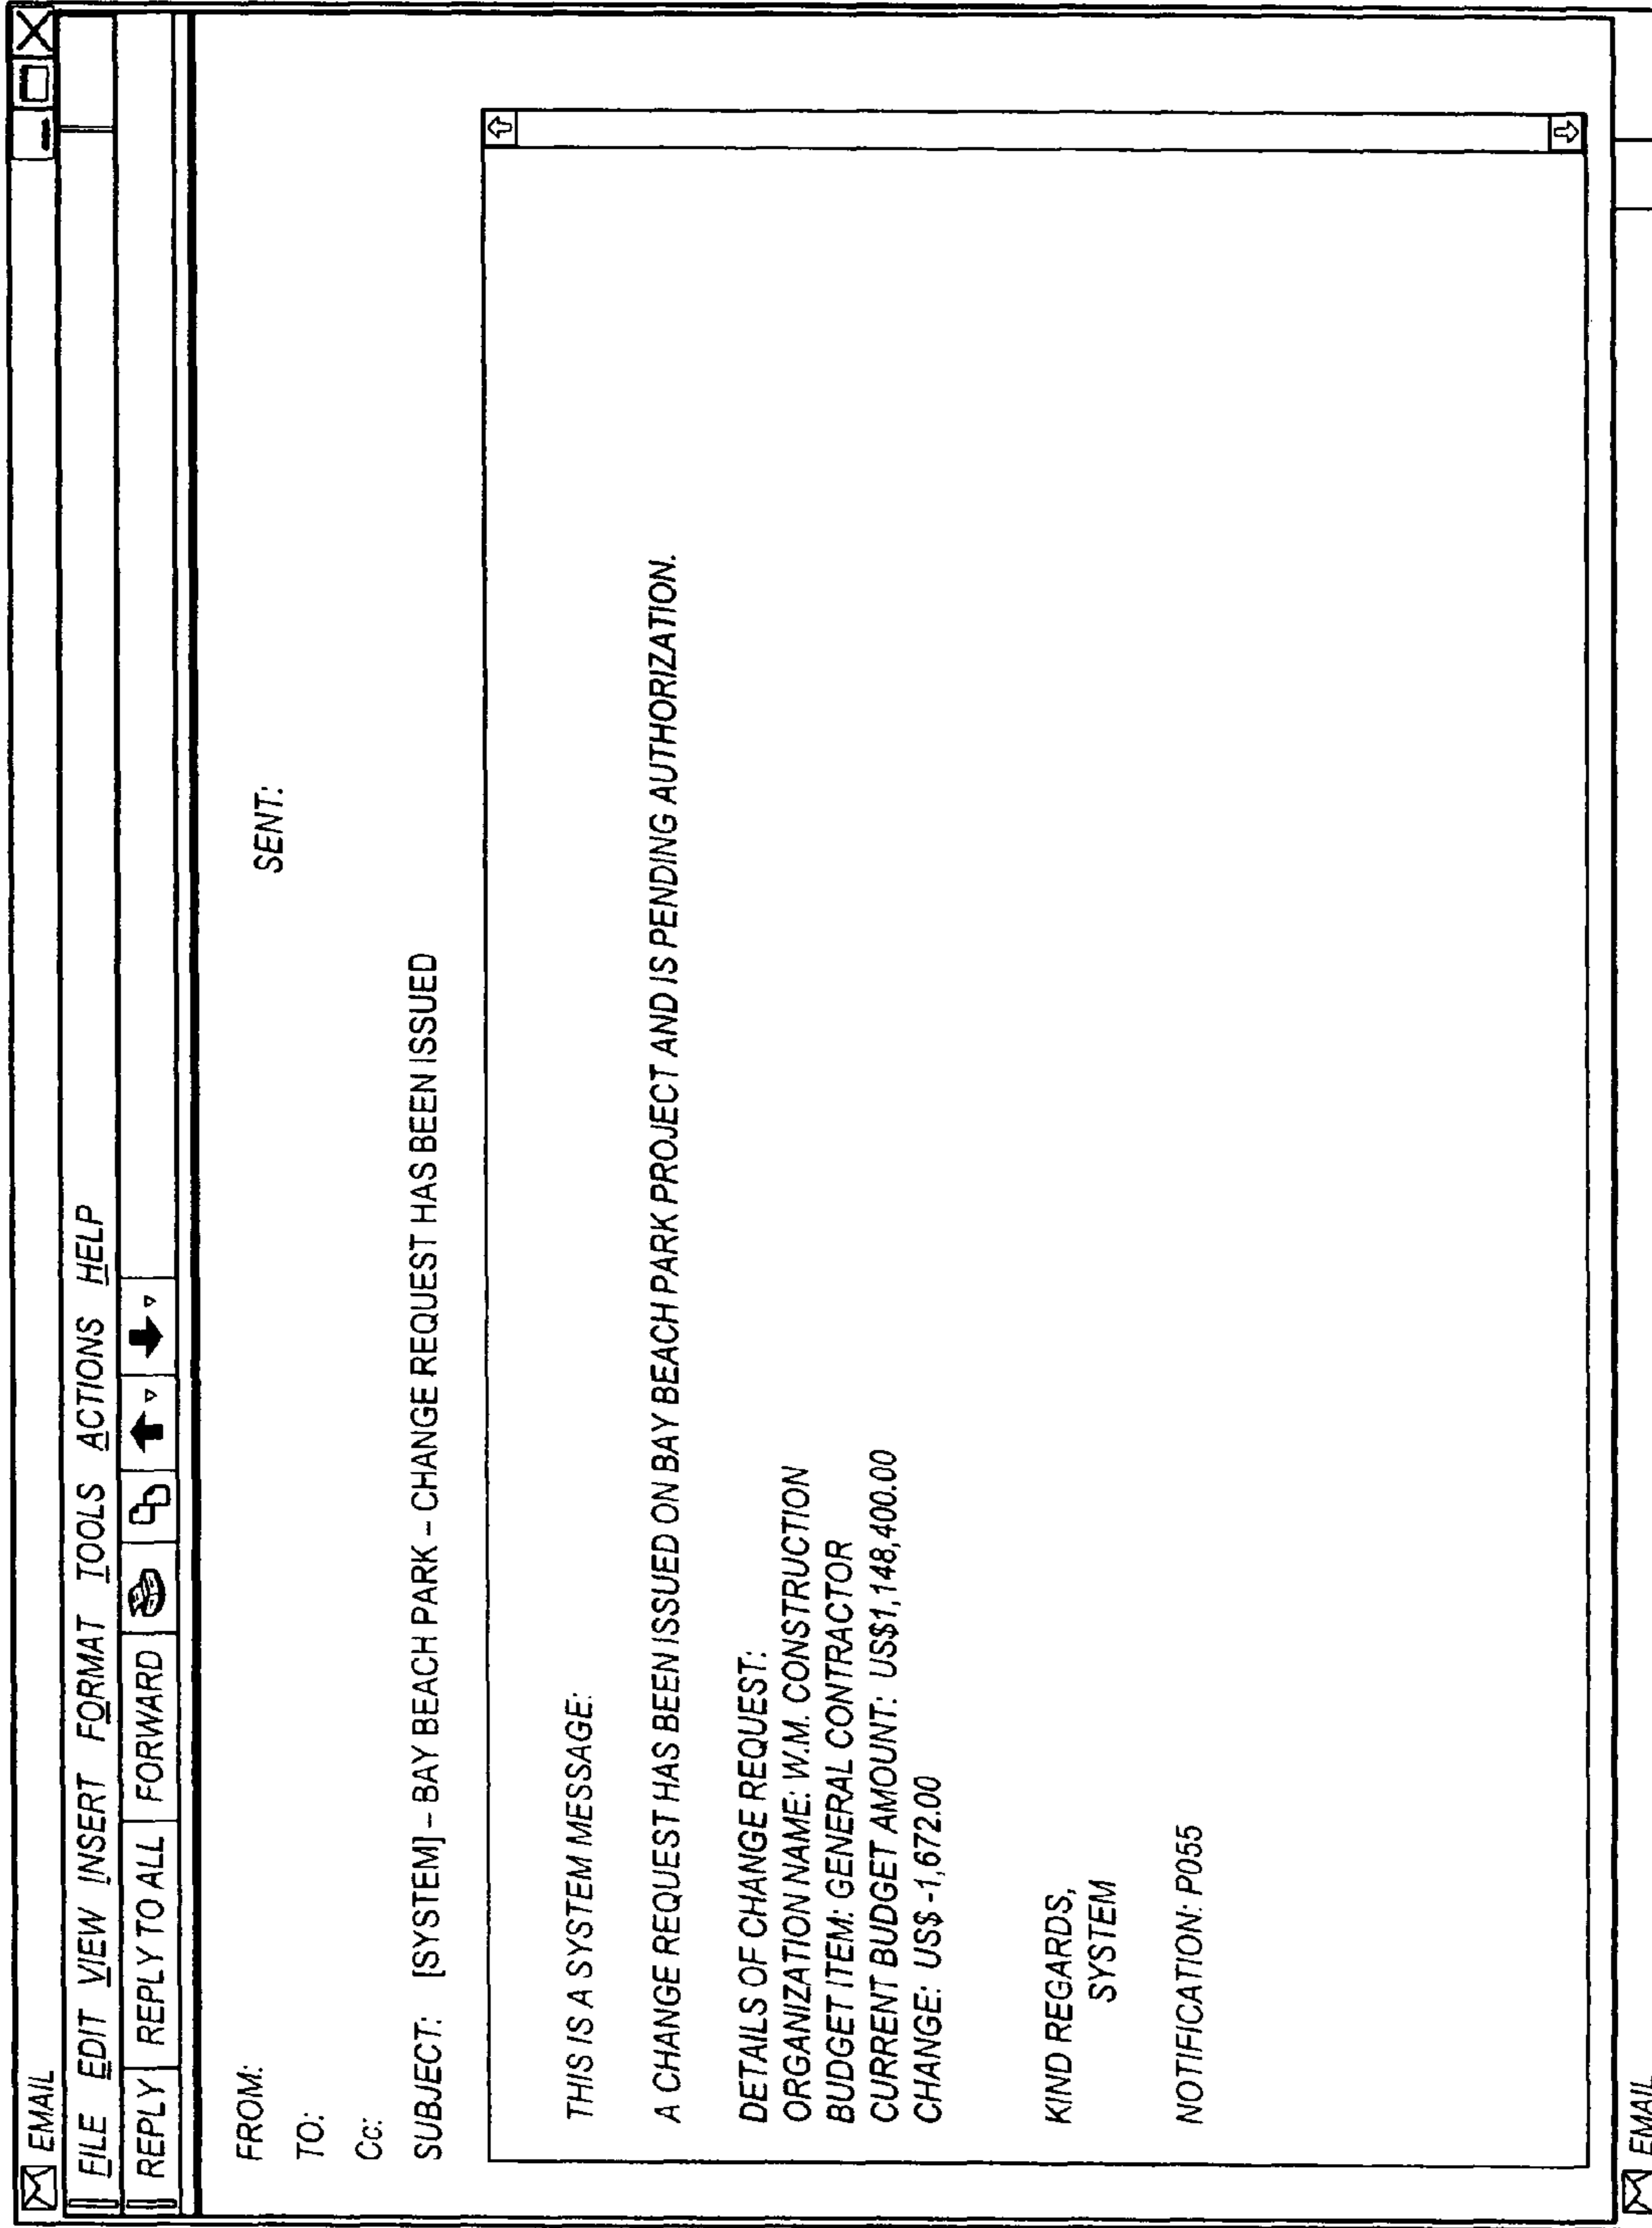 EMAIL
FILE EDIT VIEW INSERT FORMAT TOOLS ACTIONS HELP
REPLY REPLY TO ALL FORWARD
FROM:
SENT:
TO:
Cc:
SUBJECT: [SYSTEM] – BAY BEACH PARK – CHANGE REQUEST HAS BEEN ISSUED
THIS IS A SYSTEM MESSAGE:
A CHANGE REQUEST HAS BEEN ISSUED ON BAY BEACH PARK PROJECT AND IS PENDING AUTHORIZATION.
DETAILS OF CHANGE REQUEST:
ORGANIZATION NAME: W.M. CONSTRUCTION
BUDGET ITEM: GENERAL CONTRACTOR
CURRENT BUDGET AMOUNT: US$1,148,400.00
CHANGE: US$ -1,672.00
KIND REGARDS,
SYSTEM
NOTIFICATION: P055
EMAIL